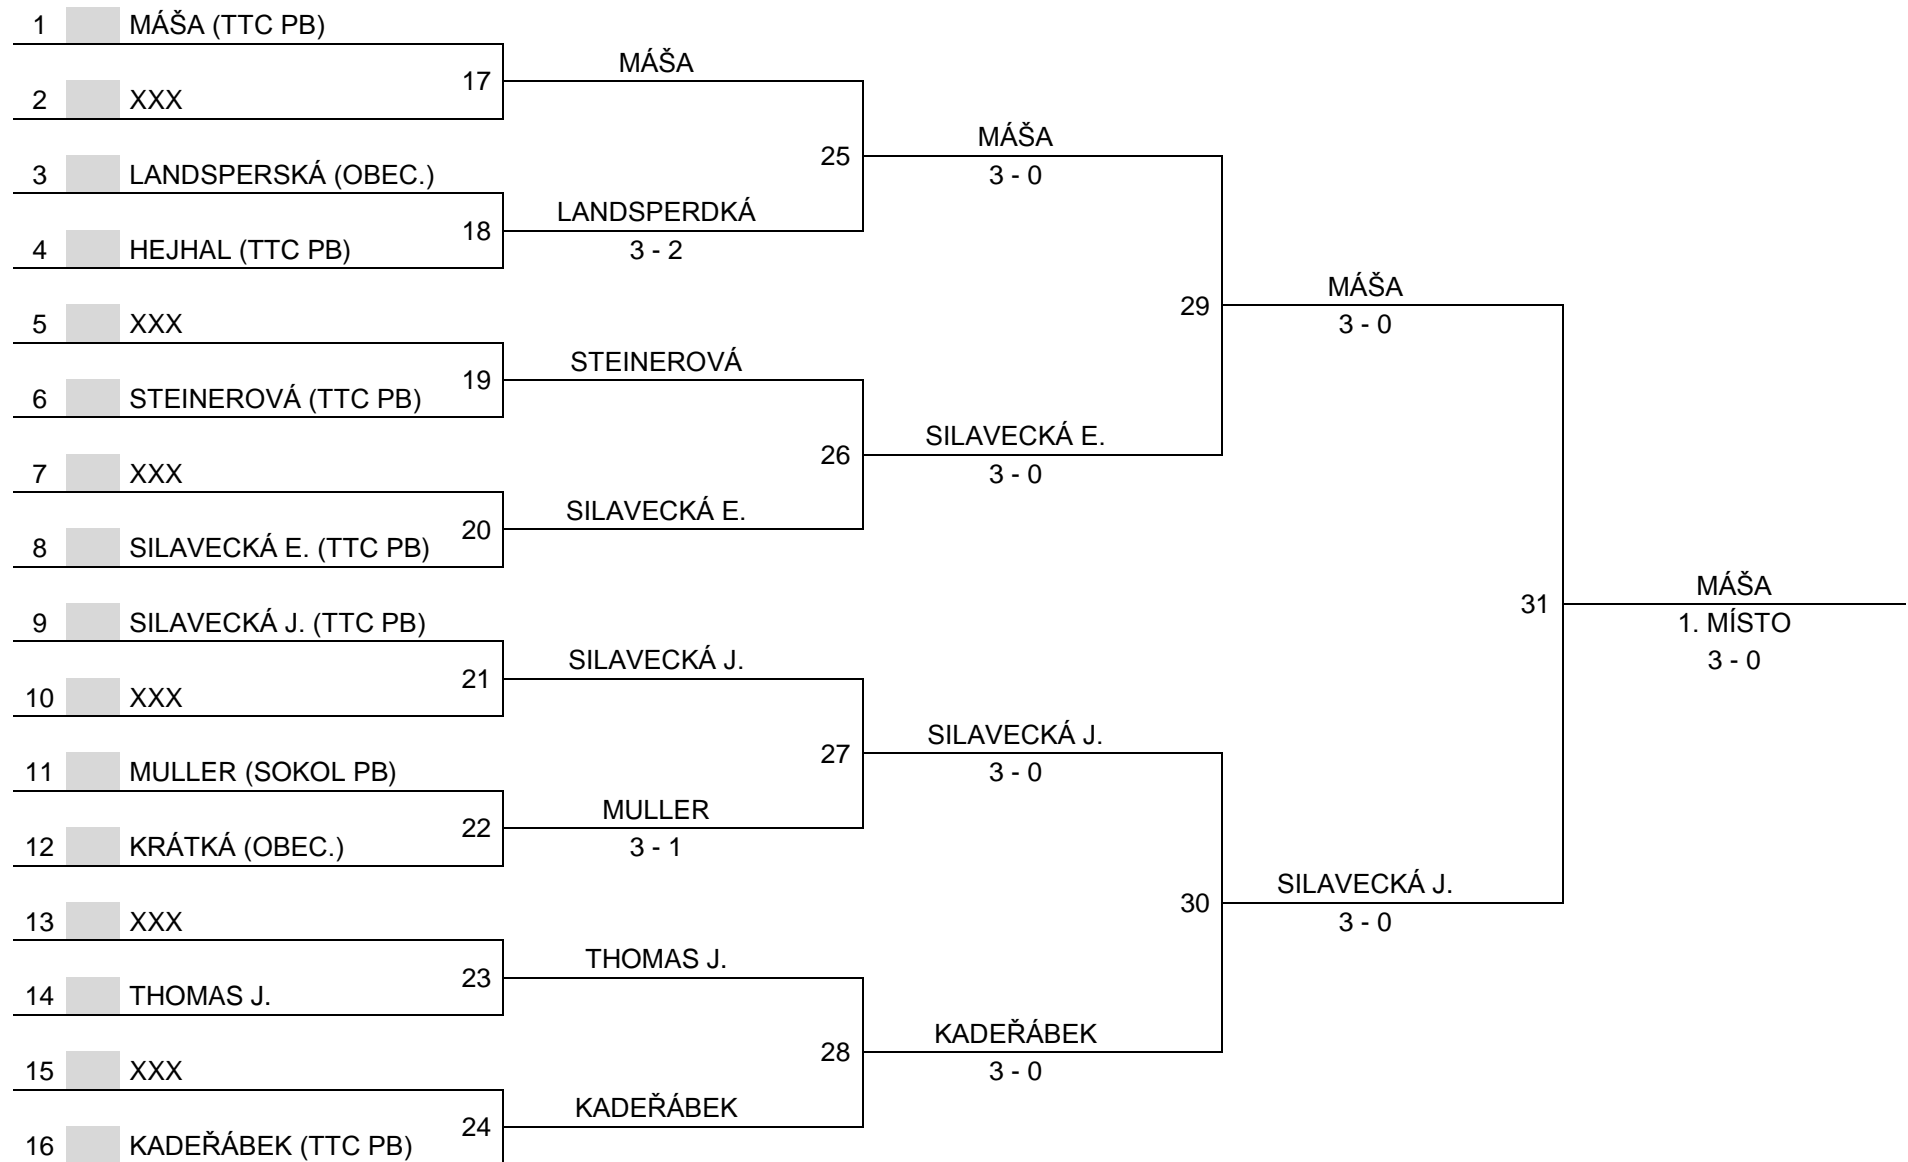 1 MÁŠA (TTC PB)
MÁŠA
17
2 XXX
MÁŠA
25
3 LANDSPERSKÁ (OBEC.)
3 - 0
LANDSPERDKÁ
18
4 HEJHAL (TTC PB)
3 - 2
MÁŠA
29
5 XXX
3 - 0
STEINEROVÁ
19
6 STEINEROVÁ (TTC PB)
SILAVECKÁ E.
26
7 XXX
3 - 0
SILAVECKÁ E.
20
8 SILAVECKÁ E. (TTC PB)
MÁŠA
31
9 SILAVECKÁ J. (TTC PB)
1. MÍSTO
SILAVECKÁ J.
3 - 0
21
10 XXX
SILAVECKÁ J.
27
11 MULLER (SOKOL PB)
3 - 0
MULLER
22
12 KRÁTKÁ (OBEC.)
3 - 1
SILAVECKÁ J.
30
13 XXX
3 - 0
THOMAS J.
23
14 THOMAS J.
KADEŘÁBEK
28
15 XXX
3 - 0
KADEŘÁBEK
24
16 KADEŘÁBEK (TTC PB)